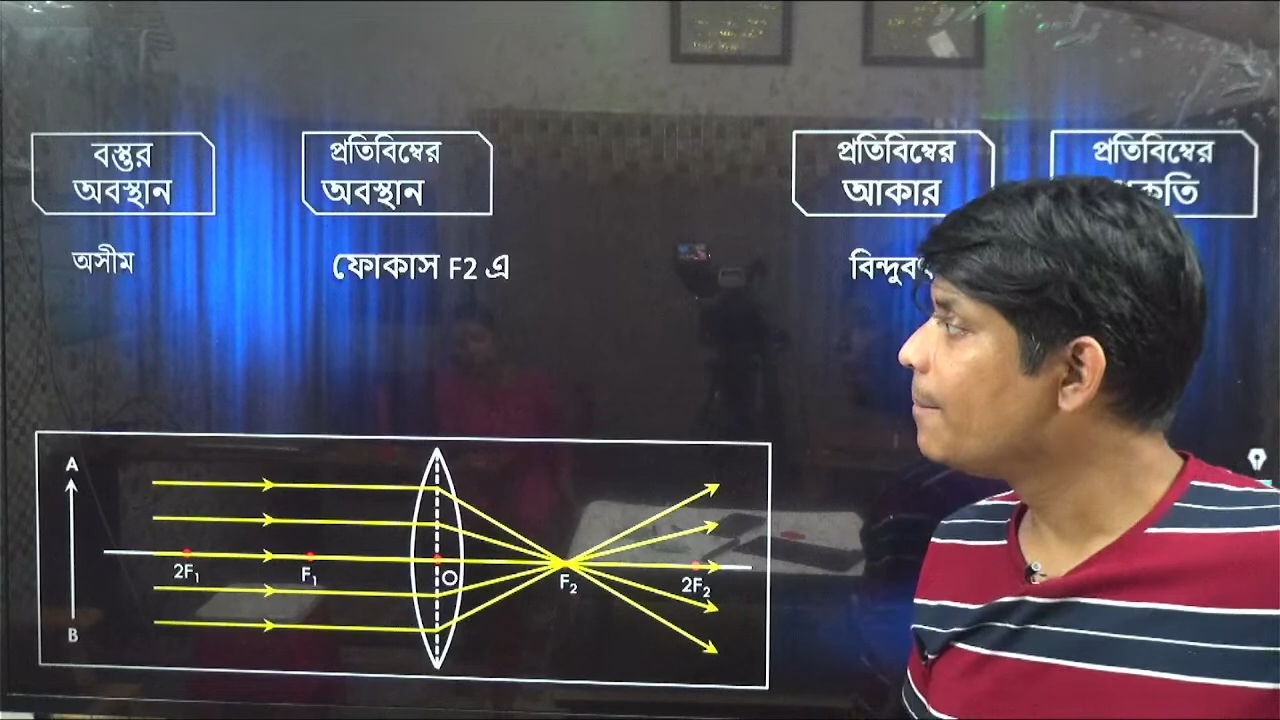 বস্তুর
অবস্থান
প্রতিবিম্বের
অবস্থান
প্রতিবিম্বের
আকার
প্রতিবিম্বের
অসীম
ফোকাস F2 এ
A
B
2F₁
F₁
O
F₂
2F₂